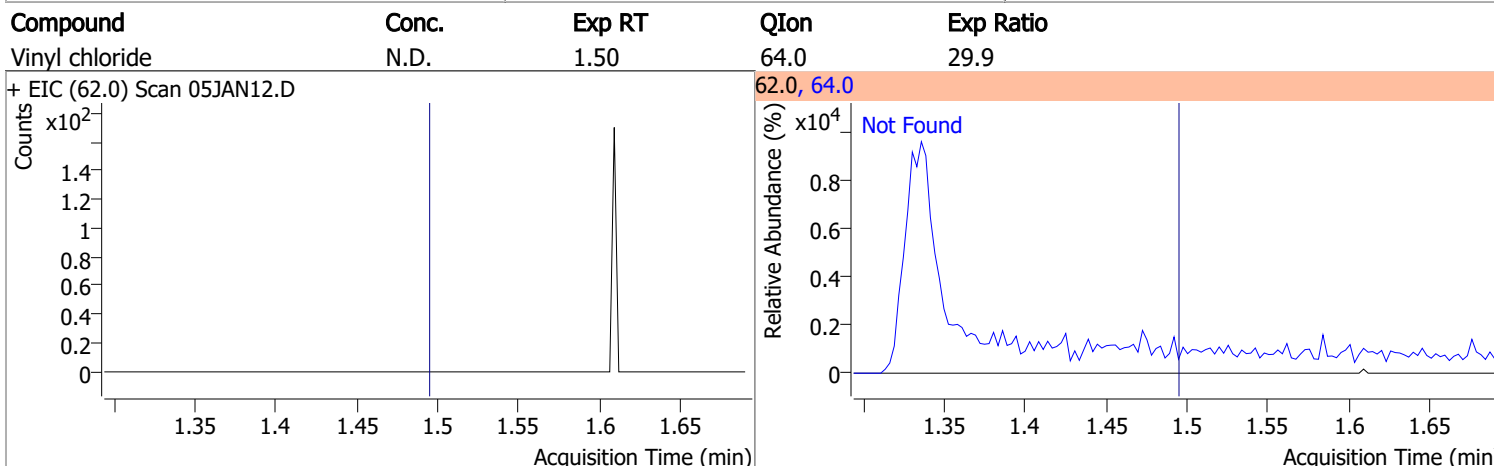 Compound Conc. Exp RT QIon Exp Ratio
Vinyl chloride N.D. 1.50 64.0 29.9
+ EIC (62.0) Scan 05JAN12.D
Counts
x10²
1.4
1.2
1
0.8
0.6
0.4
0.2
0
1.35 1.4 1.45 1.5 1.55 1.6 1.65
Acquisition Time (min)
62.0, 64.0
Relative Abundance (%)
x10⁴
Not Found
0.8
0.6
0.4
0.2
0
1.35 1.4 1.45 1.5 1.55 1.6 1.65
Acquisition Time (min)